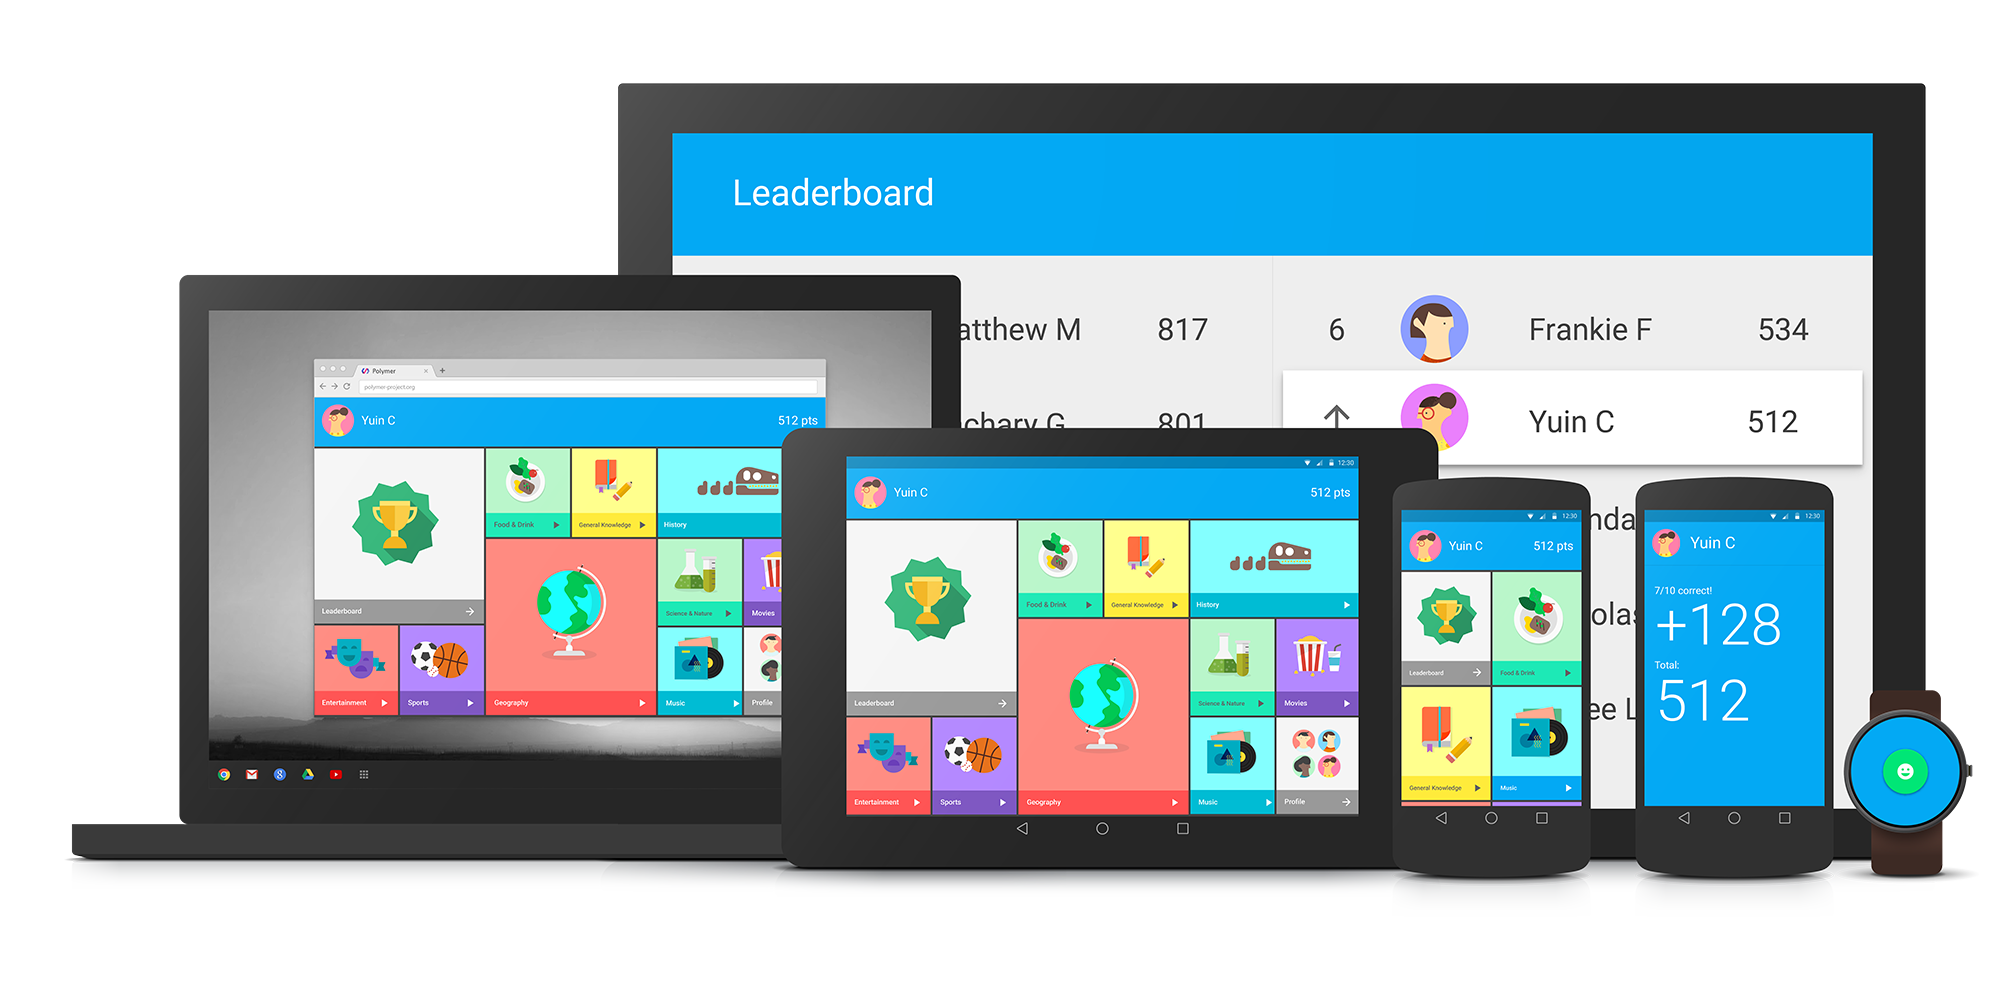 Leaderboard
atthew M 817
6 Frankie F 534
chary G 801
Yuin C 512
Polymer
polymer-project.org
Yuin C 512 pts
Food & Drink
General Knowledge
History
Leaderboard
Science & Nature
Movies
Entertainment
Sports
Geography
Music
Profile
12:30
Yuin C 512 pts
Food & Drink
General Knowledge
History
Leaderboard
Science & Nature
Movies
Entertainment
Sports
Geography
Music
Profile
nda
olas
ee L
12:30
Yuin C 512 pts
Leaderboard
Food & Drink
General Knowledge
Music
12:30
Yuin C
7/10 correct!
+128
Total:
512